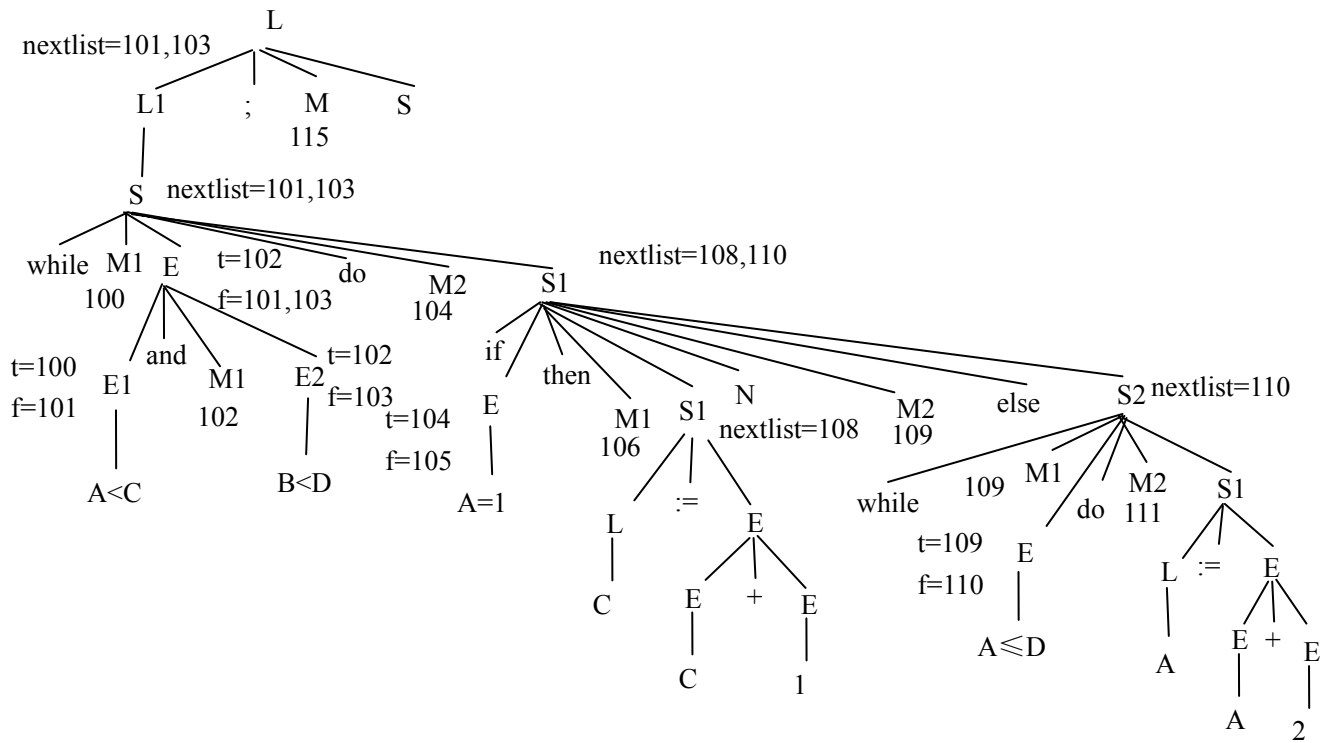 L
nextlist=101,103
L1 ; M S
115
S nextlist=101,103
while M1 E t=102 do M2 S1 nextlist=108,110
100 f=101,103 104
t=100 E1 and M1 E2 t=102 if then N else S2 nextlist=110
f=101 102 f=103
t=104 E M1 S1 nextlist=108 M2
f=105 106 109
A<C B<D A=1 while 109 M1 do M2 S1
111
L := E t=109 E L := E
f=110
C E + E A≤D A E + E
C 1 A 2